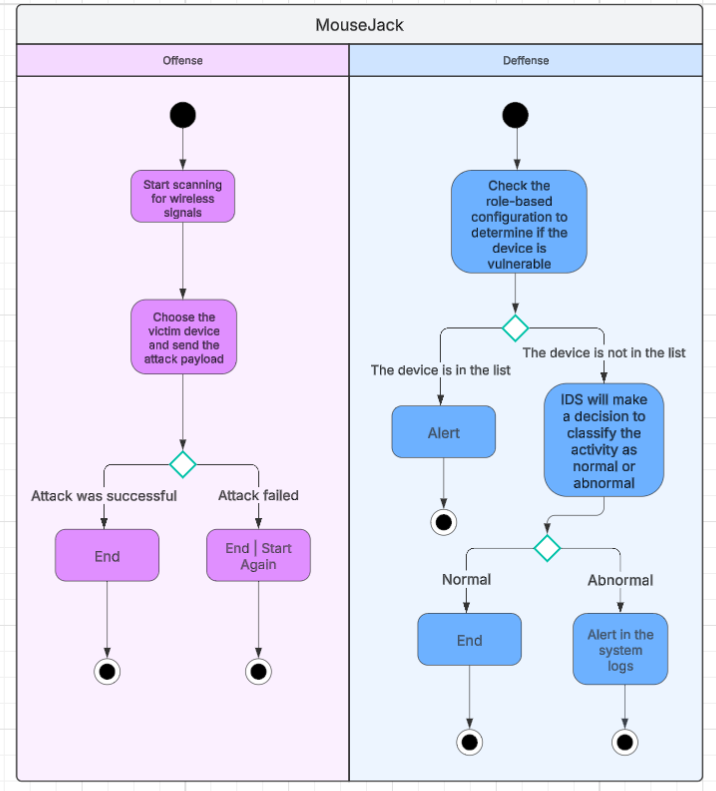 MouseJack
Offense
Deffense
Start scanning
for wireless
signals
Choose the
victim device
and send the
attack payload
Attack was successful
Attack failed
End
End | Start
Again
Check the
role-based
configuration to
determine if the
device is
vulnerable
The device is in the list
The device is not in the list
Alert
IDS will make
a decision to
classify the
activity as
normal or
abnormal
Normal
Abnormal
End
Alert in the
system
logs